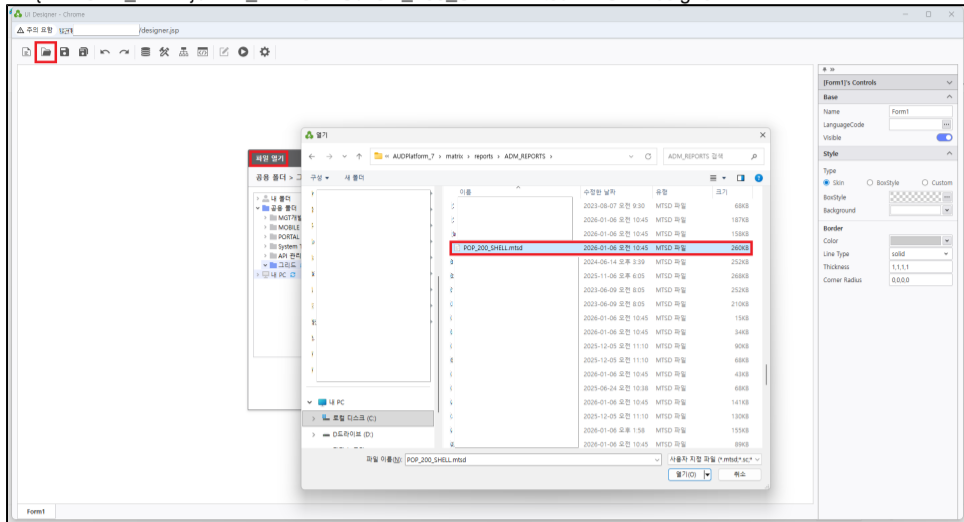 UI Designer - Chrome
주의 요함
/designer.jsp
[Form1]'s Controls
Base
Name Form1
LanguageCode
Visible
Style
Type
Skin BoxStyle Custom
BoxStyle
Background
Border
Color
Line Type solid
Thickness 1,1,1,1
Corner Radius 0,0,0,0
파일 열기
공용 폴더 >
내 폴더
공용 폴더
MOBILE
PORTAL
System
API 관리
그리드
내 PC
열기
AUDPlatform_7 > matrix > reports > ADM_REPORTS >
ADM_REPORTS 검색
구성 새 폴더
이름 수정한 날짜 유형 크기
2023-08-07 오전 9:30 MTSD 파일 68KB
2026-01-06 오전 10:45 MTSD 파일 187KB
2026-01-06 오전 10:45 MTSD 파일 158KB
POP_200_SHELL.mtsd 2026-01-06 오전 10:45 MTSD 파일 260KB
2024-06-14 오후 3:39 MTSD 파일 252KB
2025-11-06 오후 6:05 MTSD 파일 268KB
2023-06-09 오전 8:05 MTSD 파일 252KB
2023-06-09 오전 8:05 MTSD 파일 210KB
2026-01-06 오전 10:45 MTSD 파일 15KB
2026-01-06 오전 10:45 MTSD 파일 34KB
2025-12-05 오전 11:10 MTSD 파일 90KB
2025-12-05 오전 11:10 MTSD 파일 68KB
2026-01-06 오전 10:45 MTSD 파일 43KB
2025-06-24 오전 10:38 MTSD 파일 68KB
2026-01-06 오전 10:45 MTSD 파일 141KB
2025-12-05 오전 11:10 MTSD 파일 130KB
2026-01-06 오후 1:58 MTSD 파일 155KB
2026-01-06 오전 10:45 MTSD 파일 89KB
내 PC
로컬 디스크 (C:)
D드라이브 (D:)
파일 이름(N): POP_200_SHELL.mtsd
사용자 지정 파일 (*.mtsd;*.sc;*
열기(O) 취소
Form1